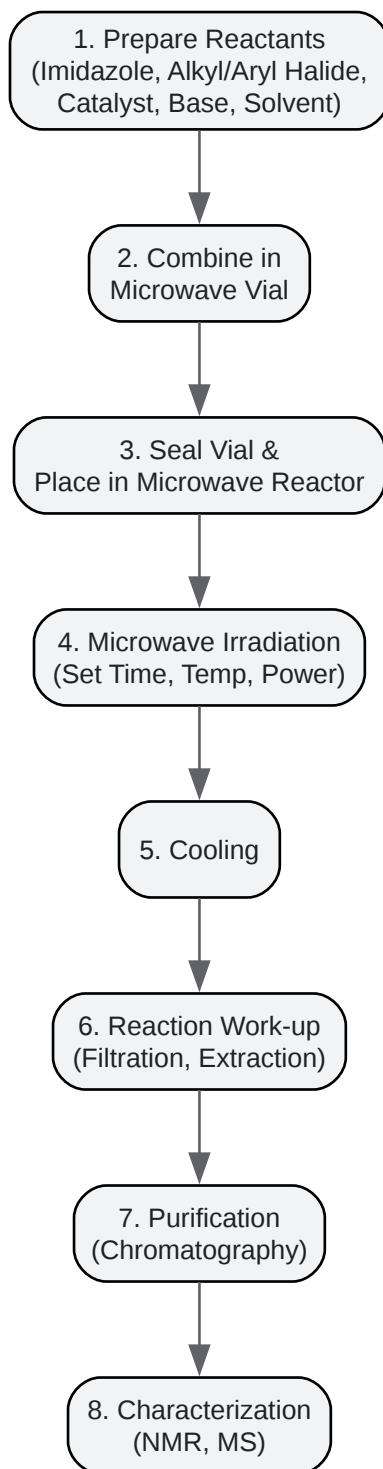 1. Prepare Reactants
(Imidazole, Alkyl/Aryl Halide,
Catalyst, Base, Solvent)
2. Combine in
Microwave Vial
3. Seal Vial &
Place in Microwave Reactor
4. Microwave Irradiation
(Set Time, Temp, Power)
5. Cooling
6. Reaction Work-up
(Filtration, Extraction)
7. Purification
(Chromatography)
8. Characterization
(NMR, MS)